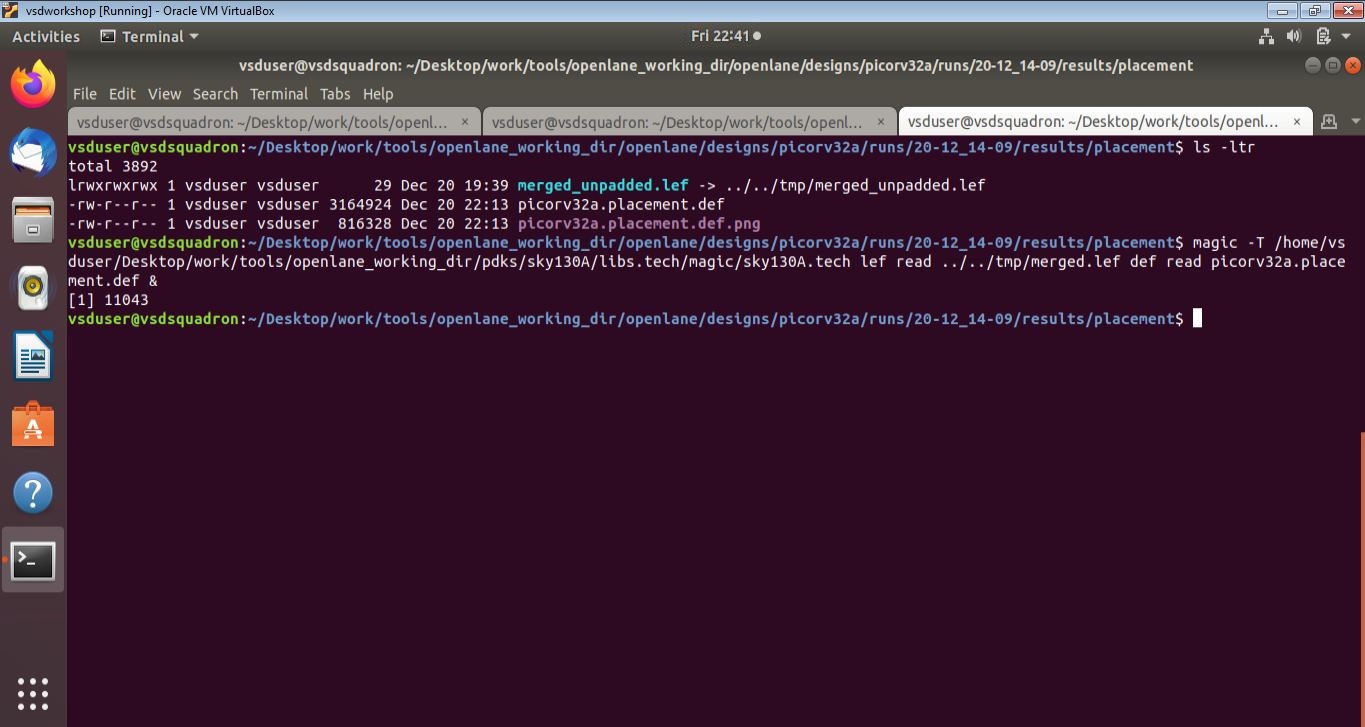 vsdworkshop [Running] - Oracle VM VirtualBox
Activities Terminal Fri 22:41
vsduser@vsdsquadron: ~/Desktop/work/tools/openlane_working_dir/openlane/designs/picorv32a/runs/20-12_14-09/results/placement
File Edit View Search Terminal Tabs Help
vsduser@vsdsquadron: ~/Desktop/work/tools/openl... × vsduser@vsdsquadron: ~/Desktop/work/tools/openl... × vsduser@vsdsquadron: ~/Desktop/work/tools/openl... ×
vsduser@vsdsquadron:~/Desktop/work/tools/openlane_working_dir/openlane/designs/picorv32a/runs/20-12_14-09/results/placement$ ls -ltr
total 3892
lrwxrwxrwx 1 vsduser vsduser      29 Dec 20 19:39 merged_unpadded.lef -> ../../tmp/merged_unpadded.lef
-rw-r--r-- 1 vsduser vsduser 3164924 Dec 20 22:13 picorv32a.placement.def
-rw-r--r-- 1 vsduser vsduser  816328 Dec 20 22:13 picorv32a.placement.def.png
vsduser@vsdsquadron:~/Desktop/work/tools/openlane_working_dir/openlane/designs/picorv32a/runs/20-12_14-09/results/placement$ magic -T /home/vs
duser/Desktop/work/tools/openlane_working_dir/pdks/sky130A/libs.tech/magic/sky130A.tech lef read ../../tmp/merged.lef def read picorv32a.place
ment.def &
[1] 11043
vsduser@vsdsquadron:~/Desktop/work/tools/openlane_working_dir/openlane/designs/picorv32a/runs/20-12_14-09/results/placement$